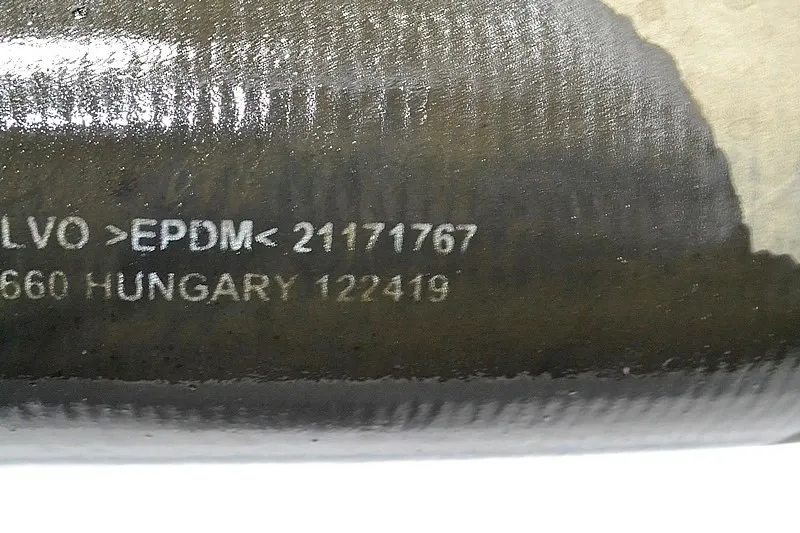 LVO >EPDM< 21171767
660 HUNGARY 122419